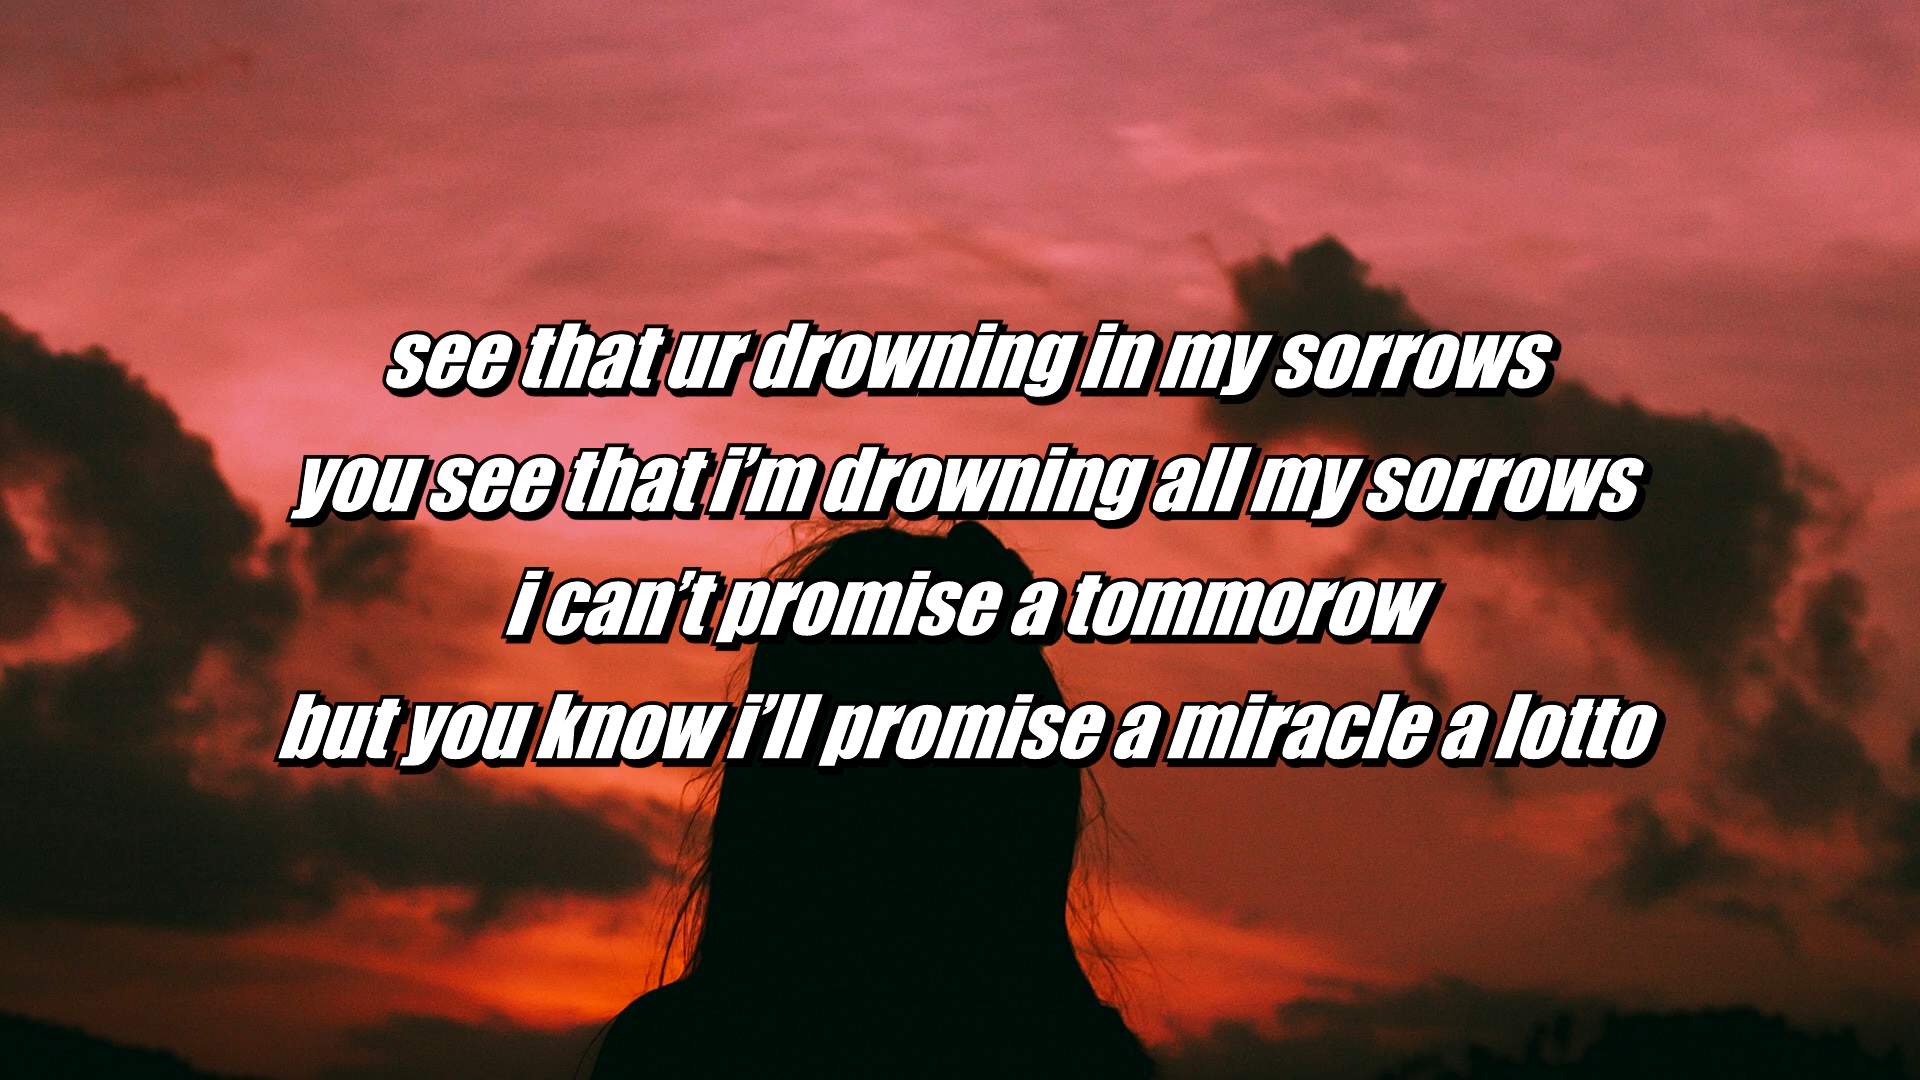 see that ur drowning in my sorrows
you see that i’m drowning all my sorrows
i can’t promise a tommorow
but you know i’ll promise a miracle a lotto